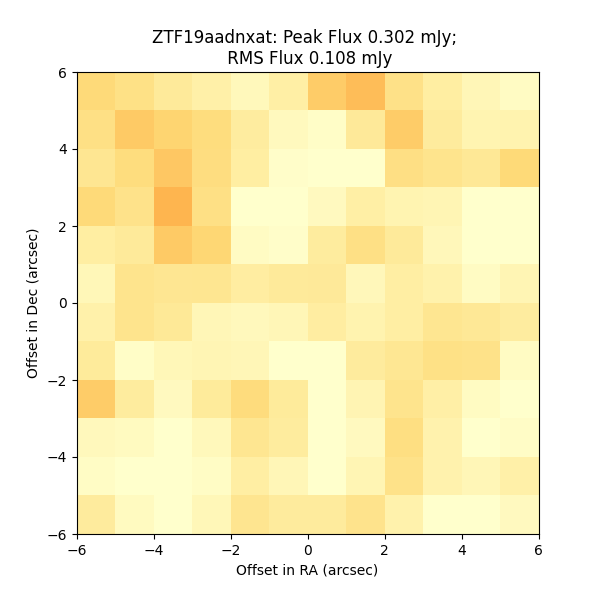 ZTF19aadnxat: Peak Flux 0.302 mJy;
RMS Flux 0.108 mJy
6
4
2
0
−2
−4
−6
Offset in Dec (arcsec)
−6 −4 −2 0 2 4 6
Offset in RA (arcsec)